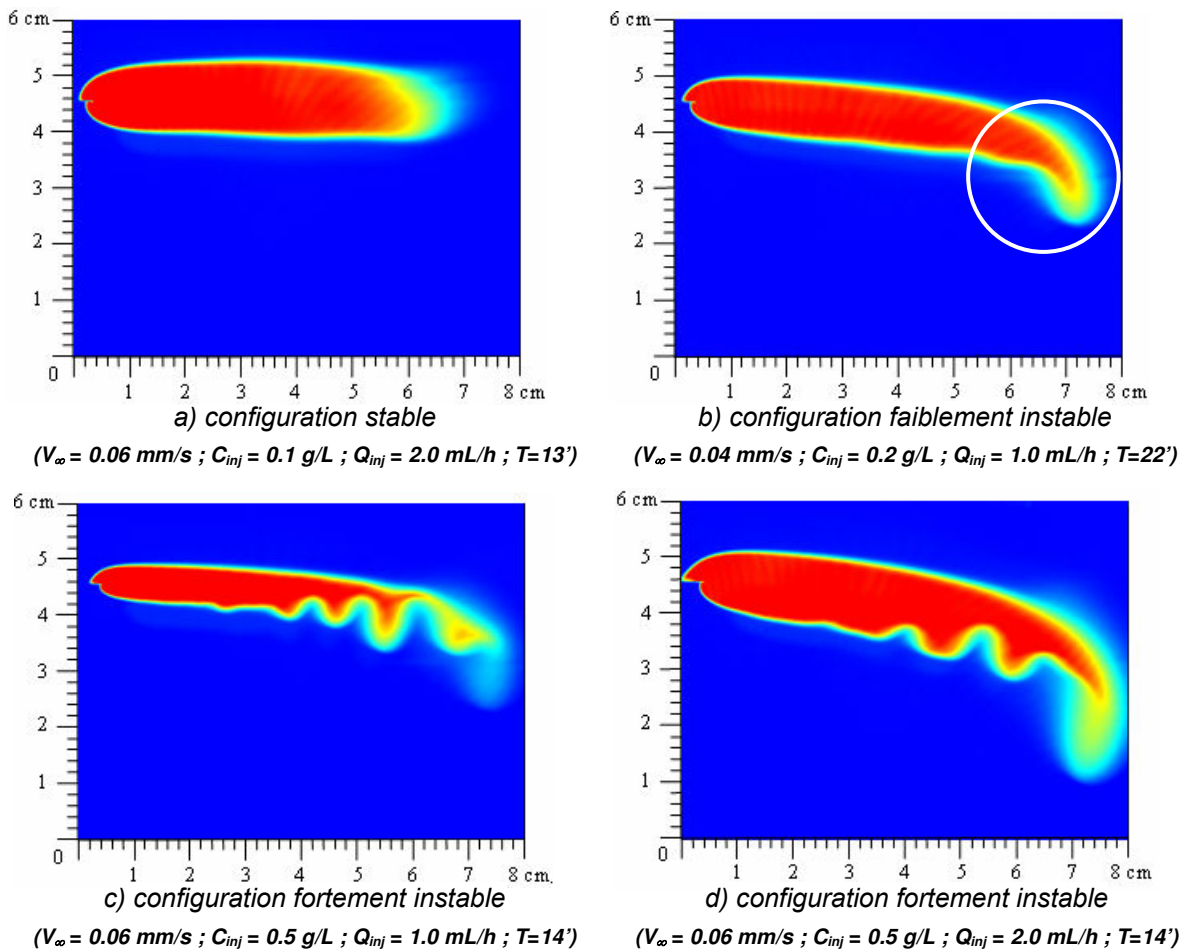 6 cm
5
4
3
2
1
0
1 2 3 4 5 6 7 8 cm
a) configuration stable
(V∞ = 0.06 mm/s ; Cinj = 0.1 g/L ; Qinj = 2.0 mL/h ; T=13’)
6 cm
5
4
3
2
1
0
1 2 3 4 5 6 7 8 cm
b) configuration faiblement instable
(V∞ = 0.04 mm/s ; Cinj = 0.2 g/L ; Qinj = 1.0 mL/h ; T=22’)
6 cm
5
4
3
2
1
0
1 2 3 4 5 6 7 8 cm.
c) configuration fortement instable
(V∞ = 0.06 mm/s ; Cinj = 0.5 g/L ; Qinj = 1.0 mL/h ; T=14’)
6 cm
5
4
3
2
1
0
1 2 3 4 5 6 7 8 cm
d) configuration fortement instable
(V∞ = 0.06 mm/s ; Cinj = 0.5 g/L ; Qinj = 2.0 mL/h ; T=14’)